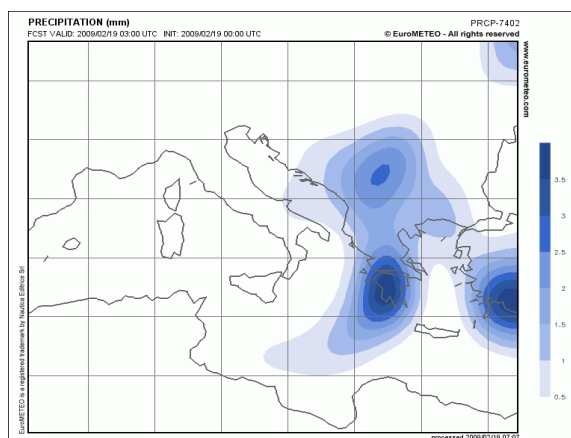 PRECIPITATION (mm)
PRCP-7402
FCST VALID: 2009/02/19 03:00 UTC INIT: 2009/02/19 00:00 UTC
© EuroMETEO - All rights reserved
www.eurometeo.com
3.5
3
2.5
2
1.5
1
0.5
EuroMETEO is a registered trademark by Nautica Editrice Srl
processed 2009/02/19 07:07